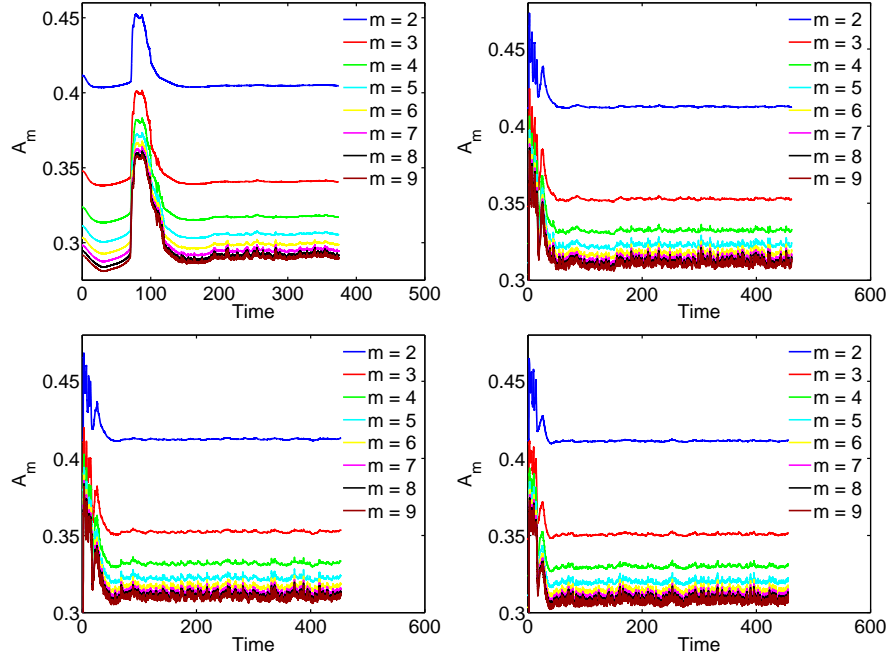 0.45
0.4
0.35
0.3
A_m
0 100 200 300 400 500
Time
m = 2
m = 3
m = 4
m = 5
m = 6
m = 7
m = 8
m = 9
0.45
0.4
0.35
0.3
A_m
0 200 400 600
Time
m = 2
m = 3
m = 4
m = 5
m = 6
m = 7
m = 8
m = 9
0.45
0.4
0.35
0.3
A_m
0 200 400 600
Time
m = 2
m = 3
m = 4
m = 5
m = 6
m = 7
m = 8
m = 9
0.45
0.4
0.35
0.3
A_m
0 200 400 600
Time
m = 2
m = 3
m = 4
m = 5
m = 6
m = 7
m = 8
m = 9